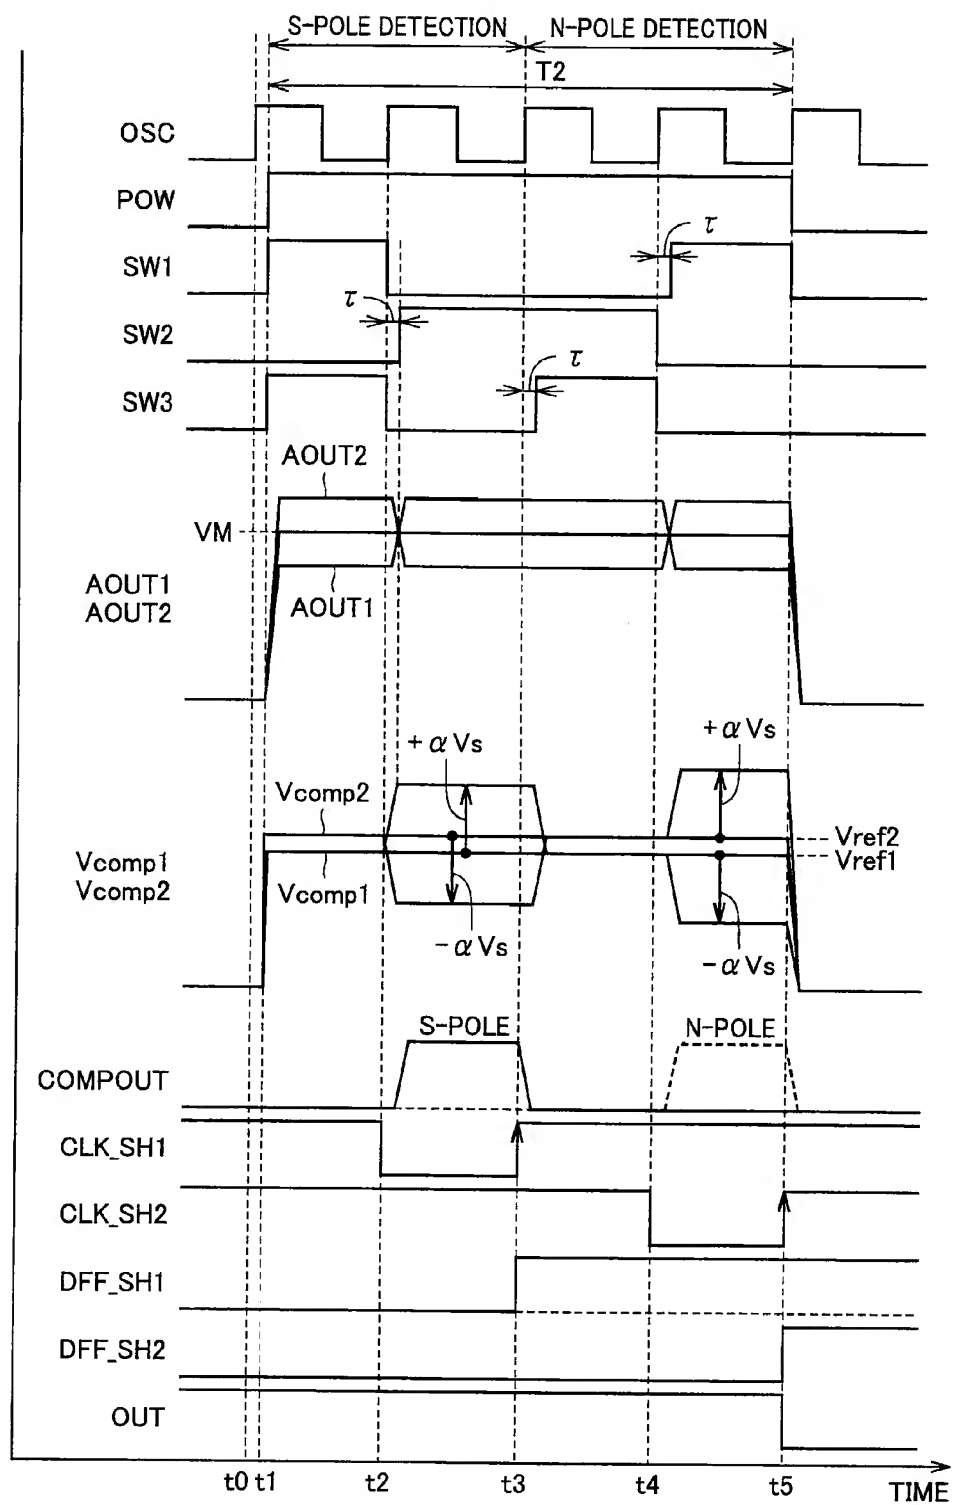 S-POLE DETECTION N-POLE DETECTION
T2
OSC
POW
τ
SW1
τ
SW2
τ
SW3
AOUT2
VM
AOUT1
AOUT2
AOUT1
+αVs +αVs
Vcomp2
Vref2
Vcomp1
Vcomp2
Vref1
Vcomp1
-αVs -αVs
S-POLE N-POLE
COMPOUT
CLK_SH1
CLK_SH2
DFF_SH1
DFF_SH2
OUT
t0 t1 t2 t3 t4 t5 TIME